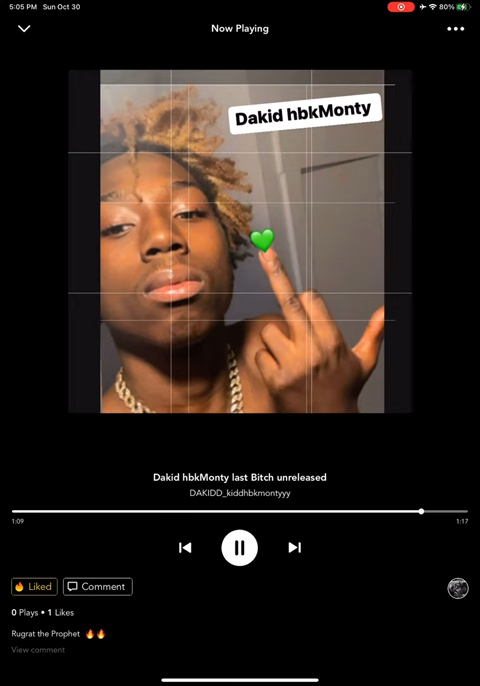 5:05 PM Sun Oct 30
80%
Now Playing
Dakid hbkMonty
Dakid hbkMonty last Bitch unreleased
DAKIDD_kiddhbkmontyyy
1:09
1:17
Liked
Comment
0 Plays • 1 Likes
Rugrat the Prophet 🔥🔥
View comment